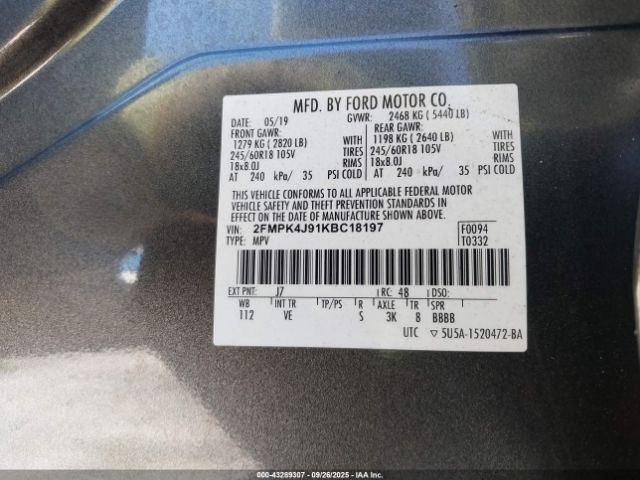 MFD. BY FORD MOTOR CO.
DATE: 05/19 GVWR: 2468 KG ( 5440 LB)
FRONT GAWR: REAR GAWR:
1279 KG ( 2820 LB) WITH 1198 KG ( 2640 LB) WITH
245/60R18 105V TIRES 245/60R18 105V TIRES
18x8.0J RIMS 18x8.0J RIMS
AT 240 kPa/ 35 PSI COLD AT 240 kPa/ 35 PSI COLD
THIS VEHICLE CONFORMS TO ALL APPLICABLE FEDERAL MOTOR
VEHICLE SAFETY AND THEFT PREVENTION STANDARDS IN
EFFECT ON THE DATE OF MANUFACTURE SHOWN ABOVE.
VIN: 2FMPK4J91KBC18197 F0094
TYPE: MPV T0332
EXT PNT: J7 RC: 48 DSO:
WB INT TR TP/PS R AXLE TR SPR
112 VE S 3K 8 BBBB
UTC ▽ 5U5A-1520472-BA
©00-43289307 - 09/26/2025 - IAAI.COM